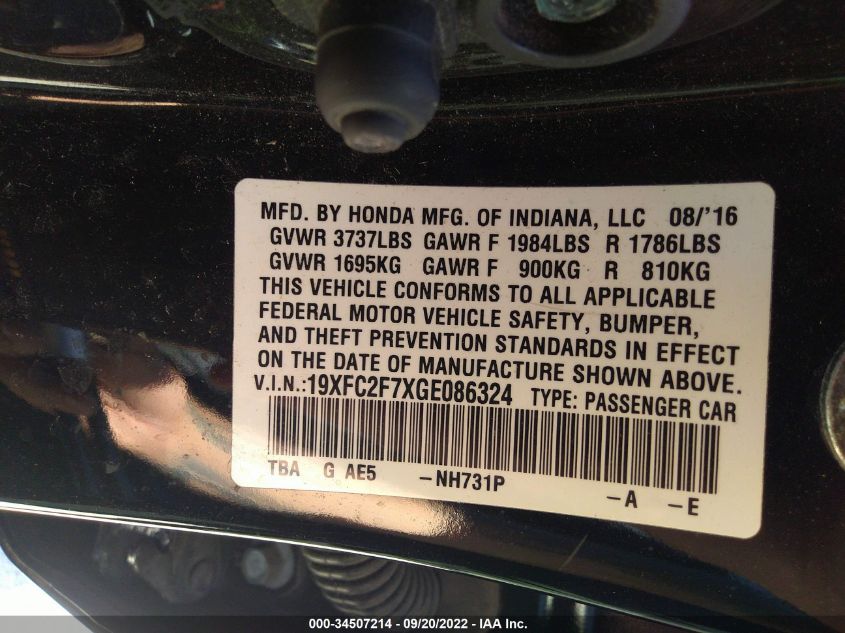 MFD. BY HONDA MFG. OF INDIANA, LLC 08/'16
GVWR 3737LBS GAWR F 1984LBS R 1786LBS
GVWR 1695KG GAWR F 900KG R 810KG
THIS VEHICLE CONFORMS TO ALL APPLICABLE
FEDERAL MOTOR VEHICLE SAFETY, BUMPER,
AND THEFT PREVENTION STANDARDS IN EFFECT
ON THE DATE OF MANUFACTURE SHOWN ABOVE.
V.I.N.:19XFC2F7XGE086324 TYPE: PASSENGER CAR
TBA G AE5 -NH731P -A -E
000-34507214 - 09/20/2022 - IAA Inc.